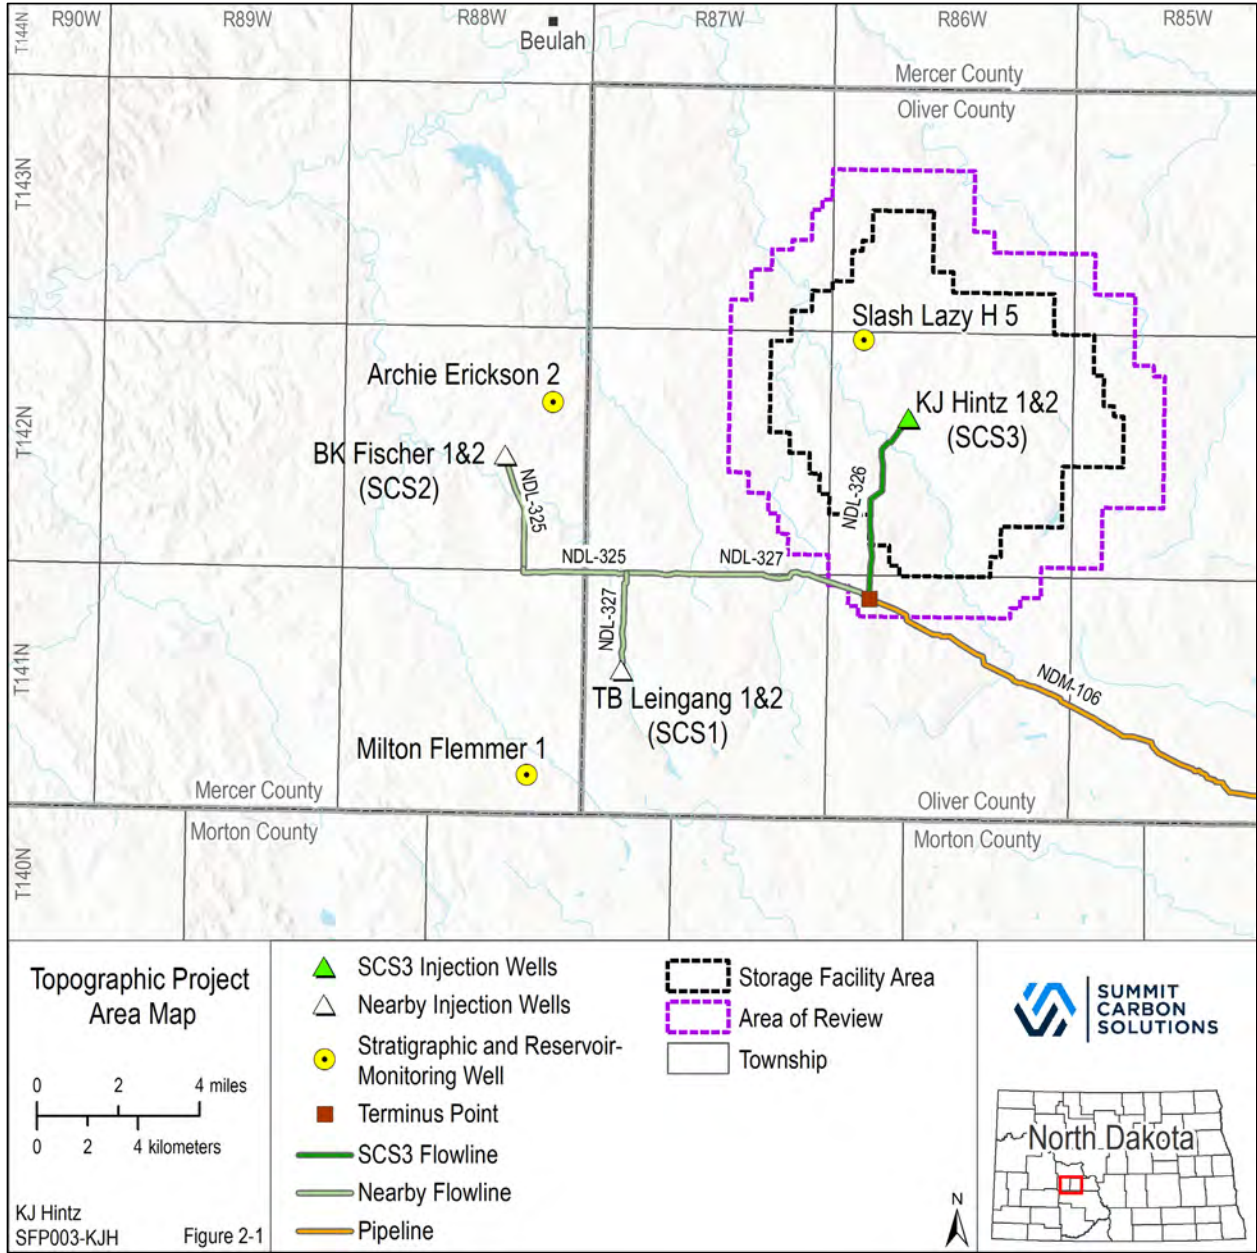 R90W
R89W
R88W
R87W
R86W
R85W
T144N
Beulah
Mercer County
Oliver County
T143N
Slash Lazy H 5
Archie Erickson 2
KJ Hintz 1&2
(SCS3)
T142N
BK Fischer 1&2
(SCS2)
NDL-325
NDL-326
NDL-325
NDL-327
NDL-327
T141N
NDM-106
TB Leingang 1&2
(SCS1)
Milton Flemmer 1
Mercer County
Oliver County
Morton County
Morton County
T140N
Topographic Project
Area Map
0 2 4 miles
0 2 4 kilometers
KJ Hintz
SFP003-KJH
Figure 2-1
SCS3 Injection Wells
Nearby Injection Wells
Stratigraphic and Reservoir-
Monitoring Well
Terminus Point
SCS3 Flowline
Nearby Flowline
Pipeline
Storage Facility Area
Area of Review
Township
N
SUMMIT
CARBON
SOLUTIONS
North Dakota